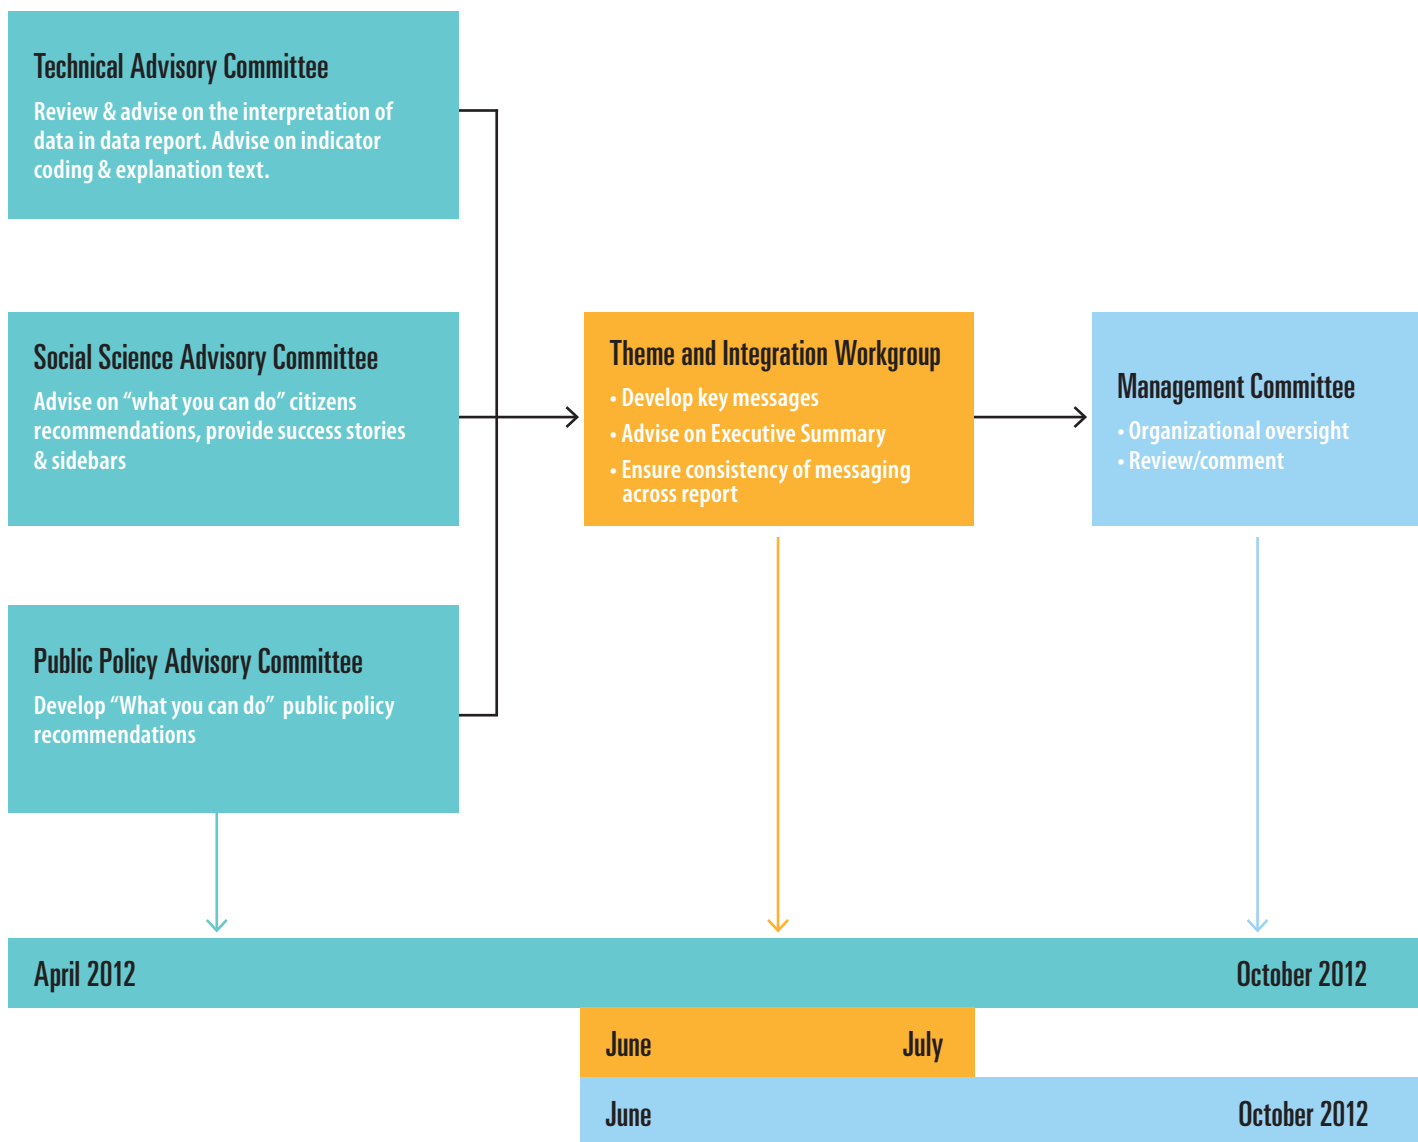 Technical Advisory Committee
Review & advise on the interpretation of
data in data report. Advise on indicator
coding & explanation text.
Social Science Advisory Committee
Advise on “what you can do” citizens
recommendations, provide success stories
& sidebars
Public Policy Advisory Committee
Develop “What you can do” public policy
recommendations
Theme and Integration Workgroup
• Develop key messages
• Advise on Executive Summary
• Ensure consistency of messaging
across report
Management Committee
• Organizational oversight
• Review/comment
April 2012
October 2012
June
July
June
October 2012